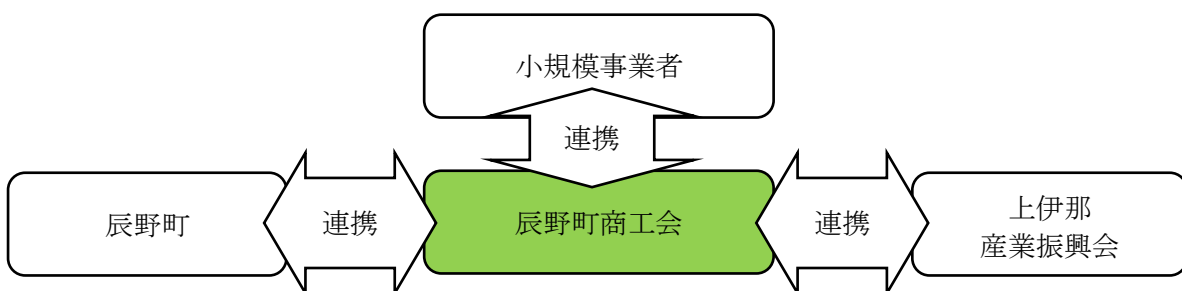 小規模事業者
連携
辰野町
連携
辰野町商工会
連携
上伊那
産業振興会